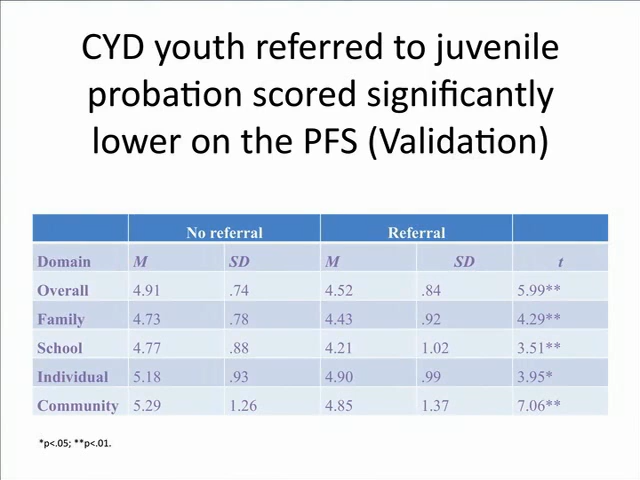 CYD youth referred to juvenile
probation scored significantly
lower on the PFS (Validation)
No referral Referral
Domain M SD M SD t
Overall 4.91 .74 4.52 .84 5.99**
Family 4.73 .78 4.43 .92 4.29**
School 4.77 .88 4.21 1.02 3.51**
Individual 5.18 .93 4.90 .99 3.95*
Community 5.29 1.26 4.85 1.37 7.06**
*p<.05; **p<.01.